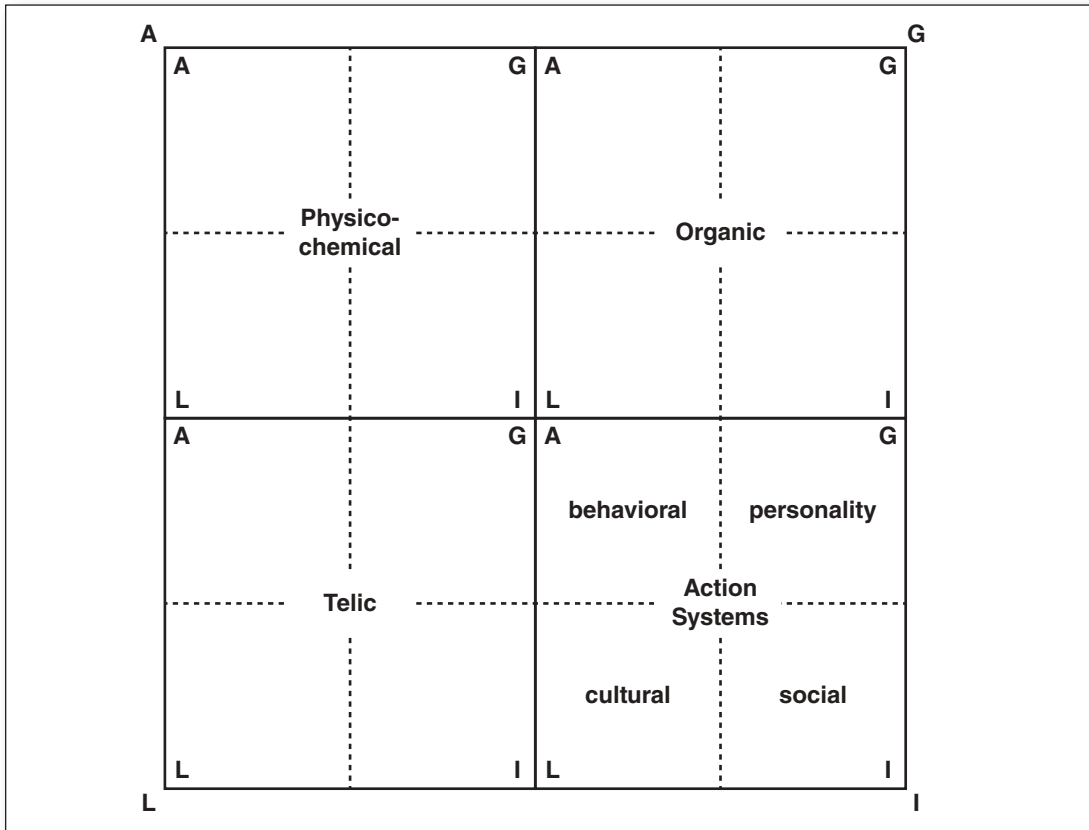 A G
A G A G
Physico-
chemical
Organic
L I L I
A G A G
behavioral personality
Telic
Action
Systems
cultural social
L I L I
L I